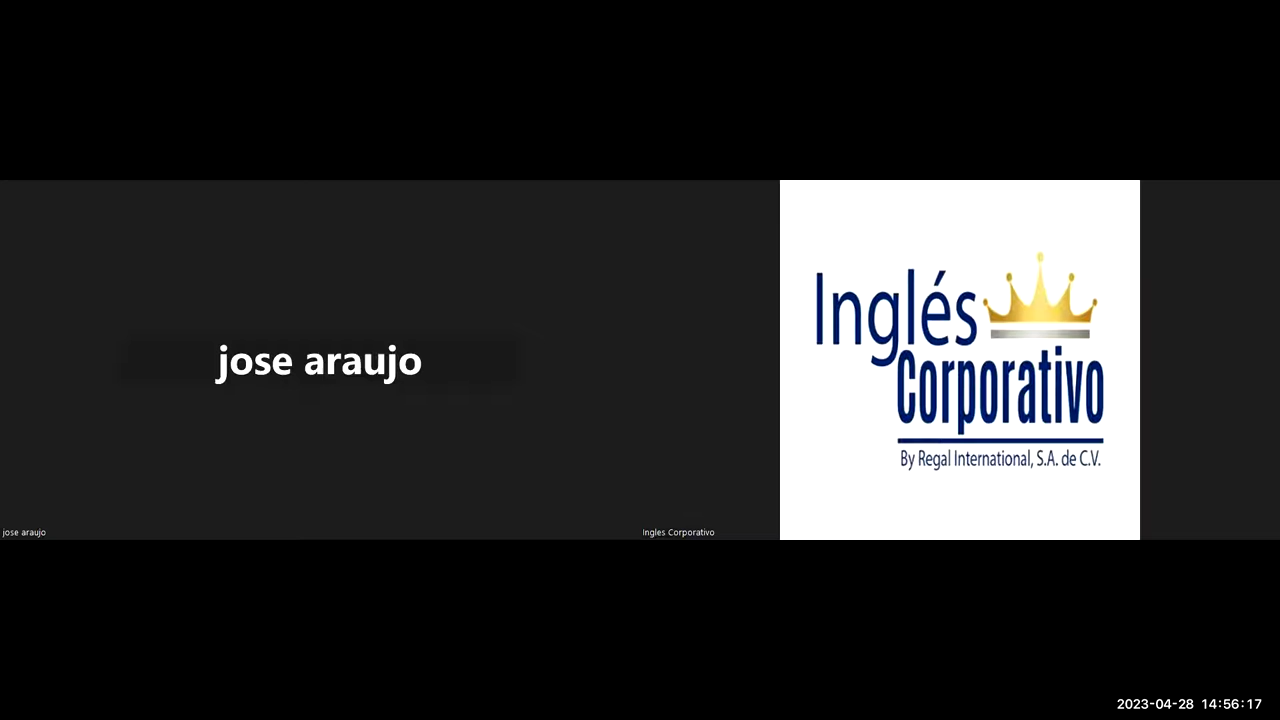 jose araujo
Inglés
Corporativo
By Regal International, S.A. de C.V.
jose araujo
Ingles Corporativo
2023-04-28 14:56:17